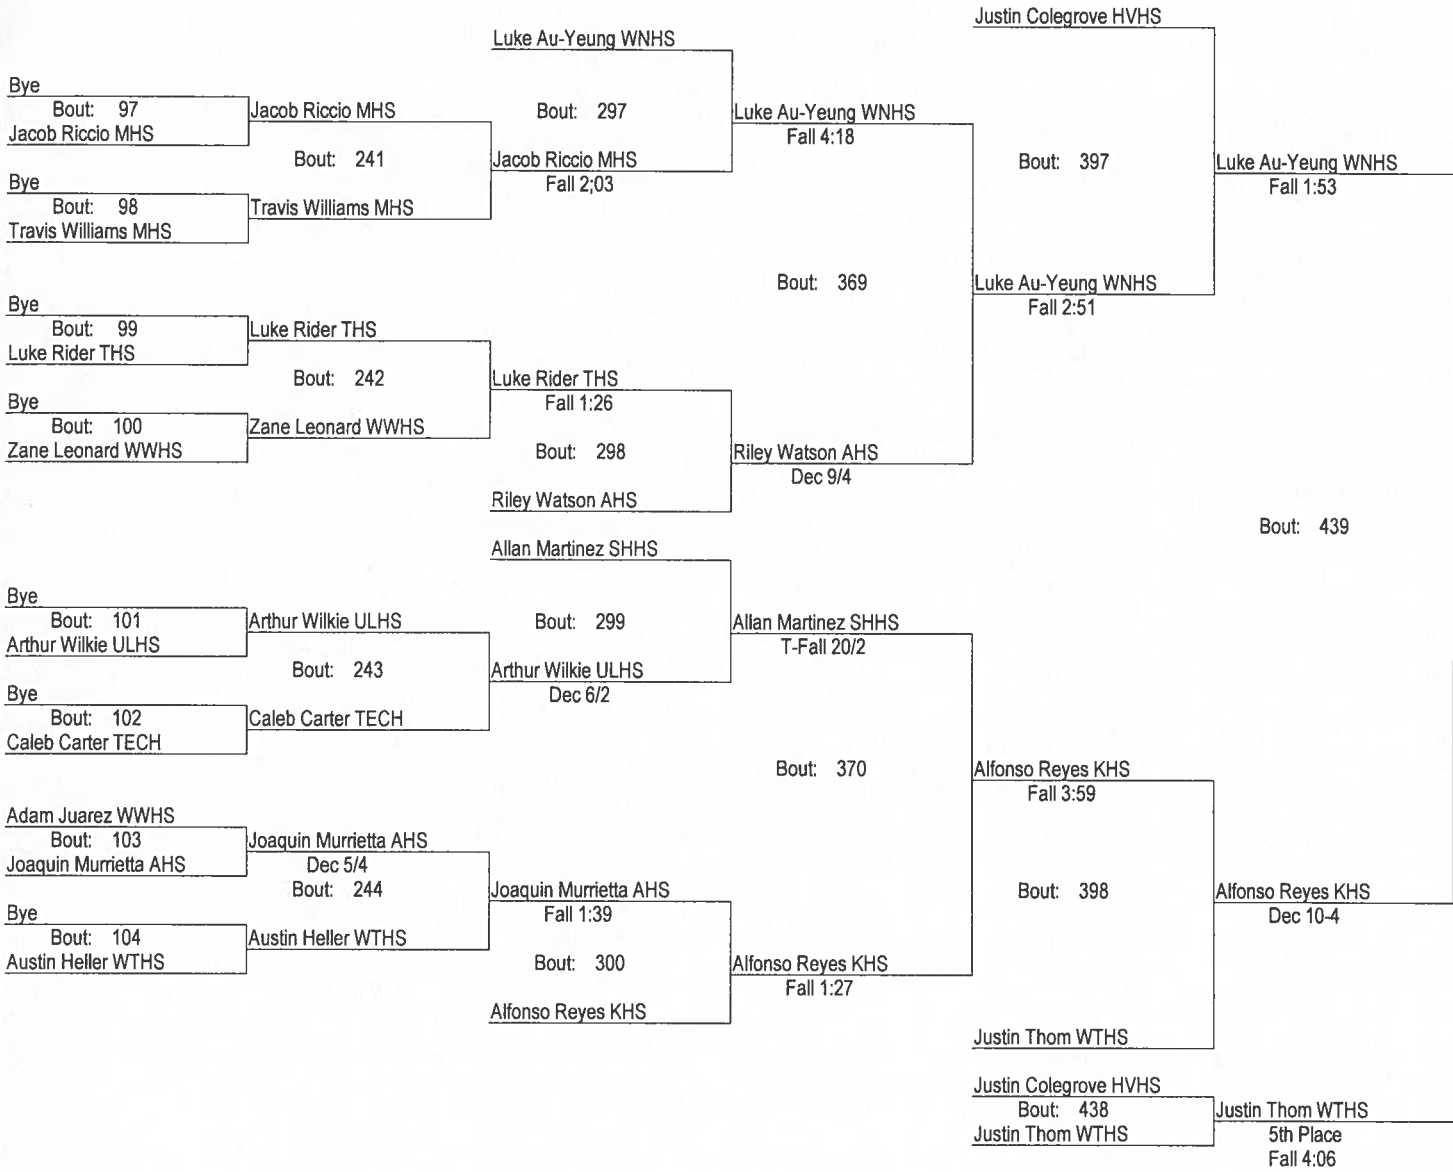 Bye
Bout: 97
Jacob Riccio MHS
Bye
Bout: 98
Travis Williams MHS
Bye
Bout: 99
Luke Rider THS
Bye
Bout: 100
Zane Leonard WWHS
Bye
Bout: 101
Arthur Wilkie ULHS
Bye
Bout: 102
Caleb Carter TECH
Adam Juarez WWHS
Bout: 103
Joaquin Murrietta AHS
Bye
Bout: 104
Austin Heller WTHS
Jacob Riccio MHS
Bout: 241
Travis Williams MHS
Luke Rider THS
Bout: 242
Zane Leonard WWHS
Arthur Wilkie ULHS
Bout: 243
Caleb Carter TECH
Joaquin Murrietta AHS
Dec 5/4
Bout: 244
Austin Heller WTHS
Luke Au-Yeung WNHS
Bout: 297
Jacob Riccio MHS
Fall 2;03
Luke Rider THS
Fall 1:26
Bout: 298
Riley Watson AHS
Allan Martinez SHHS
Bout: 299
Arthur Wilkie ULHS
Dec 6/2
Joaquin Murrietta AHS
Fall 1:39
Bout: 300
Alfonso Reyes KHS
Luke Au-Yeung WNHS
Fall 4:18
Bout: 369
Riley Watson AHS
Dec 9/4
Allan Martinez SHHS
T-Fall 20/2
Bout: 370
Alfonso Reyes KHS
Fall 1:27
Justin Colegrove HVHS
Bout: 397
Luke Au-Yeung WNHS
Fall 2:51
Alfonso Reyes KHS
Fall 3:59
Bout: 398
Justin Thom WTHS
Justin Colegrove HVHS
Bout: 438
Justin Thom WTHS
Luke Au-Yeung WNHS
Fall 1:53
Bout: 439
Alfonso Reyes KHS
Dec 10-4
Justin Thom WTHS
5th Place
Fall 4:06